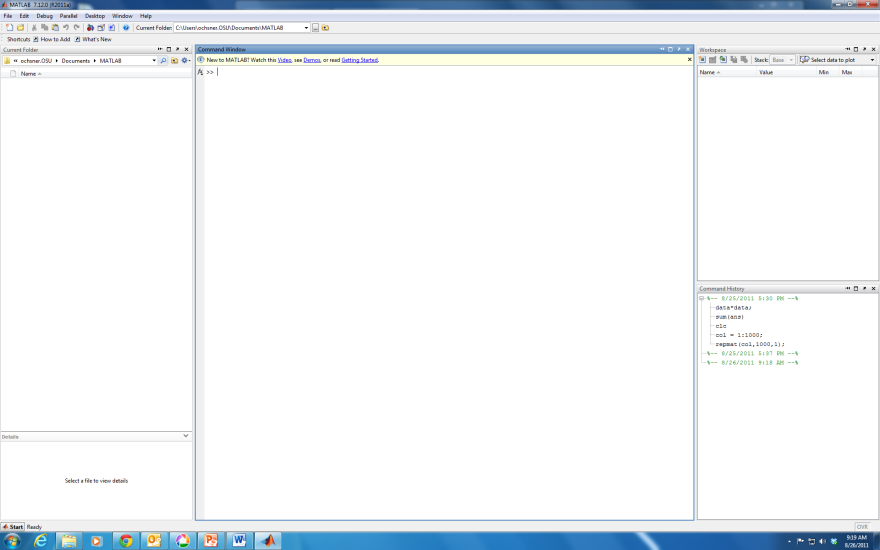 MATLAB 7.12.0 (R2011a)
File Edit Debug Parallel Desktop Window Help
Current Folder: C:\Users\ochsner.OSU\Documents\MATLAB
Shortcuts How to Add What's New
Current Folder
« ochsner.OSU Documents MATLAB
Name
Details
Select a file to view details
Command Window
New to MATLAB? Watch this Video, see Demos, or read Getting Started.
fx >>
Workspace
Stack: Base Select data to plot
Name Value Min Max
Command History
%-- 8/25/2011 5:30 PM --%
data*data;
sum(ans)
clc
col = 1:1000;
repmat(col,1000,1);
%-- 8/25/2011 5:37 PM --%
%-- 8/26/2011 9:18 AM --%
Start Ready
OVR
9:19 AM
8/26/2011